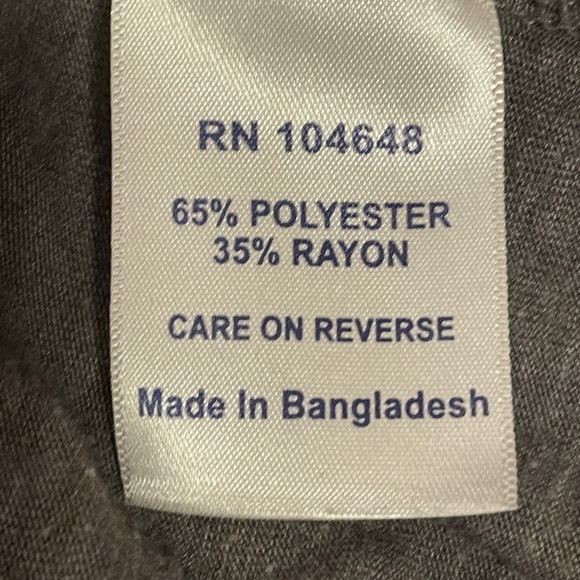 RN 104648
65% POLYESTER
35% RAYON
CARE ON REVERSE
Made In Bangladesh